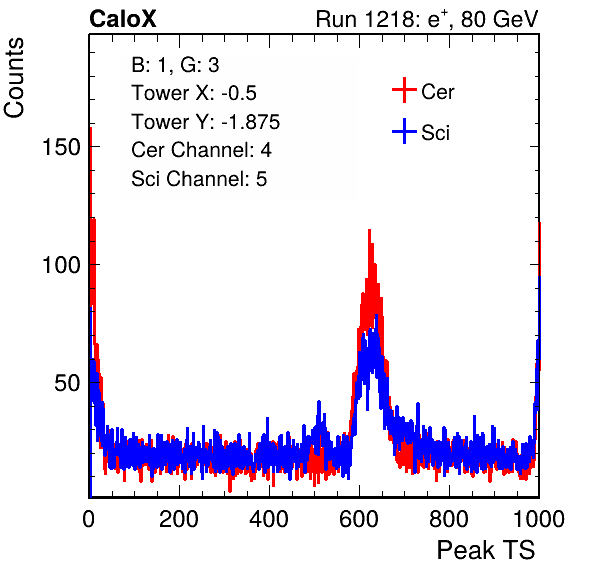 CaloX Run 1218: e⁺, 80 GeV
Counts
B: 1, G: 3
Tower X: -0.5
Tower Y: -1.875
Cer Channel: 4
Sci Channel: 5
Cer
Sci
150
100
50
0 200 400 600 800 1000
Peak TS